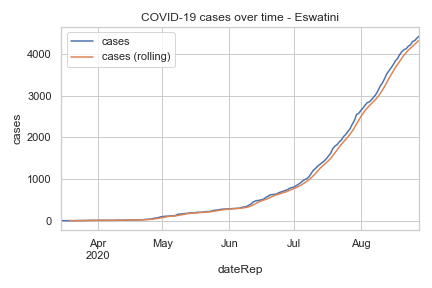 COVID-19 cases over time - Eswatini
cases
cases (rolling)
4000
3000
2000
1000
0
cases
Apr
2020
May
Jun
Jul
Aug
dateRep